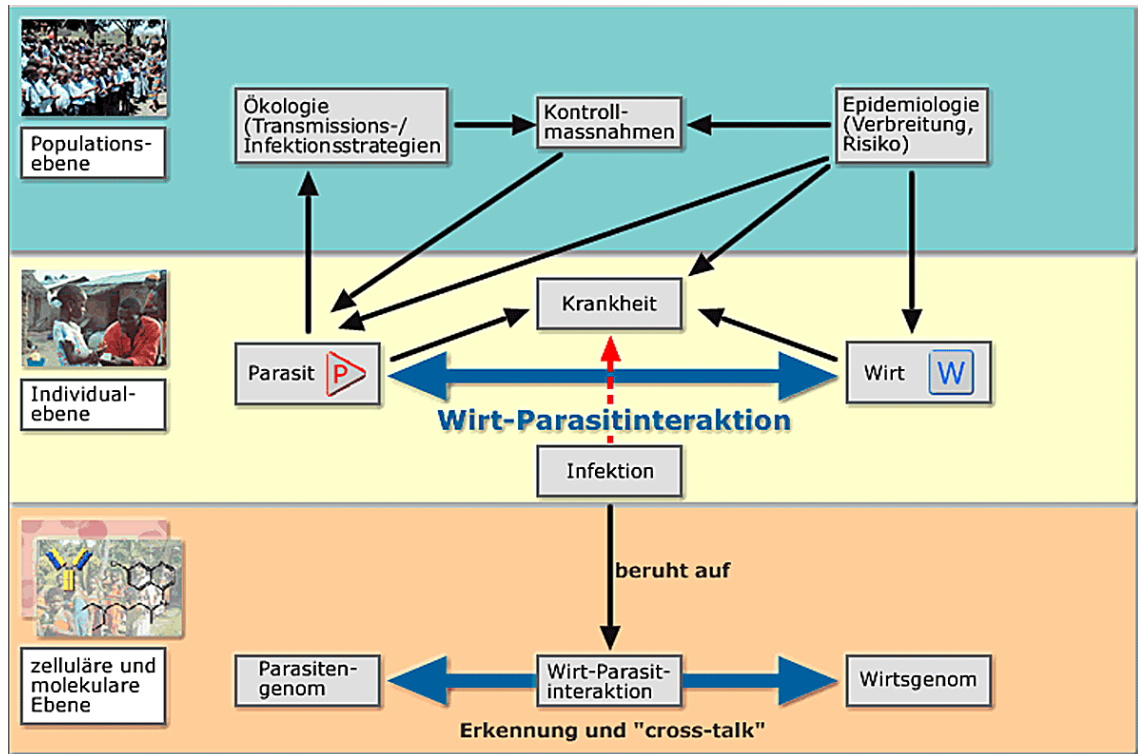 Populations-
ebene
Ökologie
(Transmissions-/
Infektionsstrategien
Kontroll-
massnahmen
Epidemiologie
(Verbreitung,
Risiko)
Individual-
ebene
Krankheit
Parasit P
Wirt W
Wirt-Parasitinteraktion
Infektion
zelluläre und
molekulare
Ebene
beruht auf
Parasiten-
genom
Wirt-Parasit-
interaktion
Wirtsgenom
Erkennung und "cross-talk"